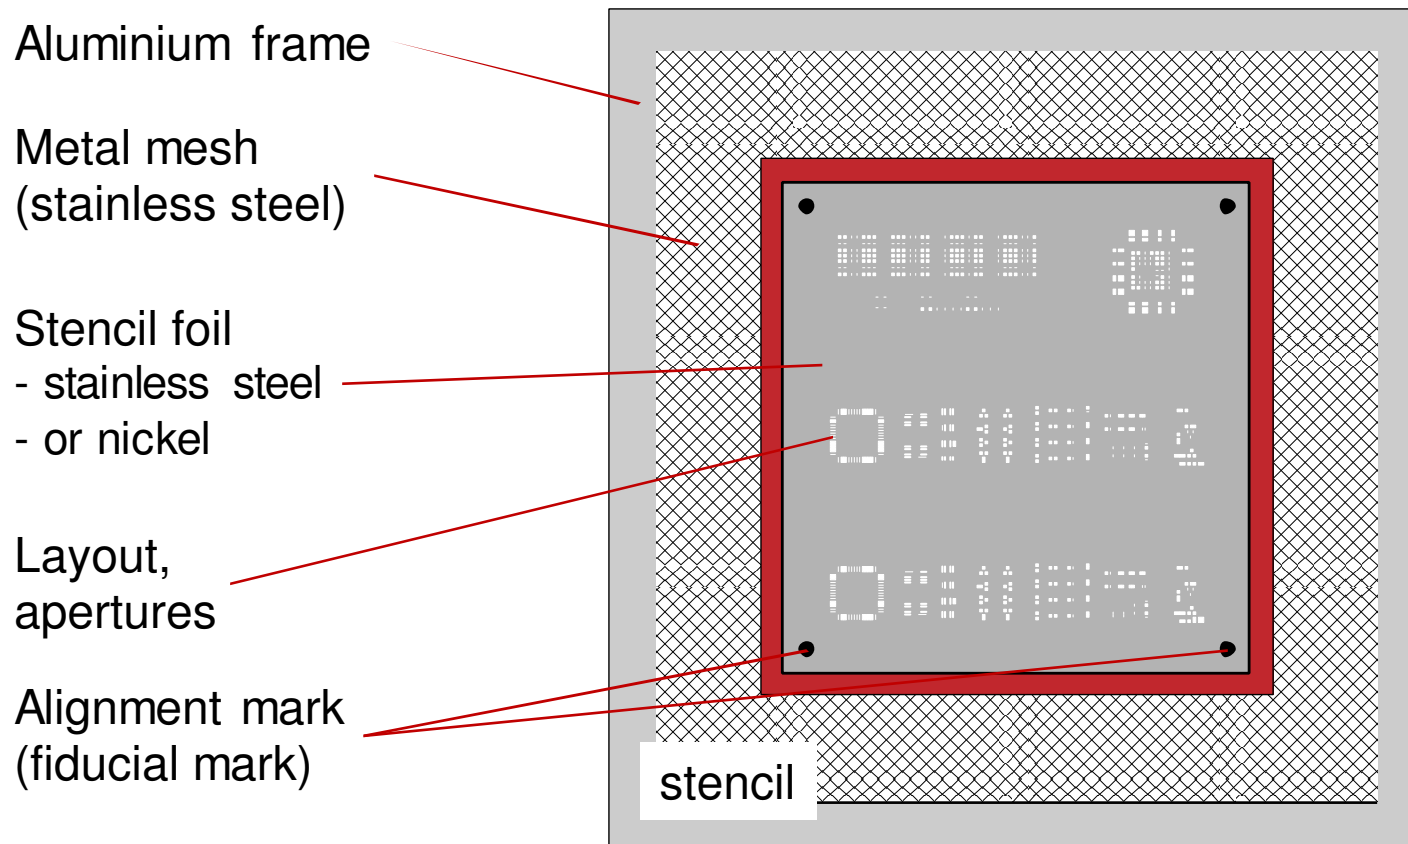 Aluminium frame
Metal mesh
(stainless steel)
Stencil foil
- stainless steel
- or nickel
Layout,
apertures
Alignment mark
(fiducial mark)
stencil